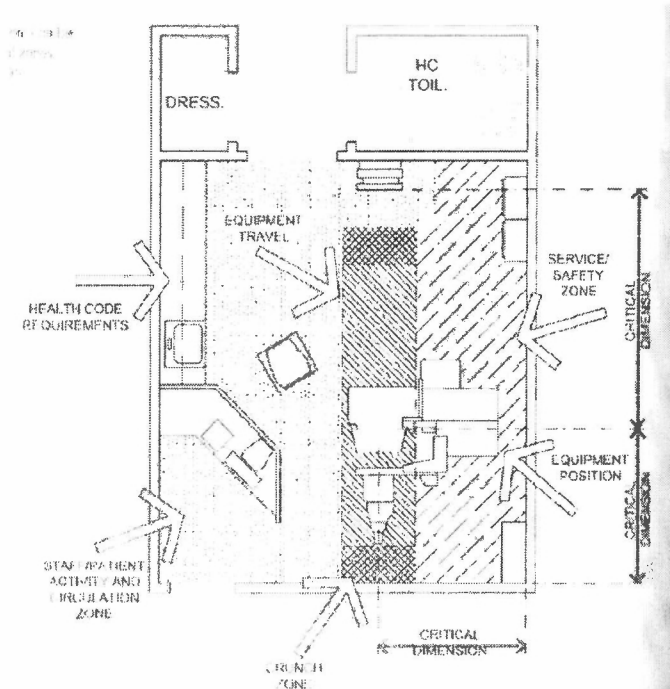 HC
TOIL.
DRESS.
EQUIPMENT
TRAVEL
SERVICE/
SAFETY
ZONE
CRITICAL
DIMENSION
HEALTH CODE
REQUIREMENTS
EQUIPMENT
POSITION
CRITICAL
DIMENSION
STAFF/PATIENT
ACTIVITY AND
CIRCULATION
ZONE
CRITICAL
DIMENSION
CRUNCH
ZONE